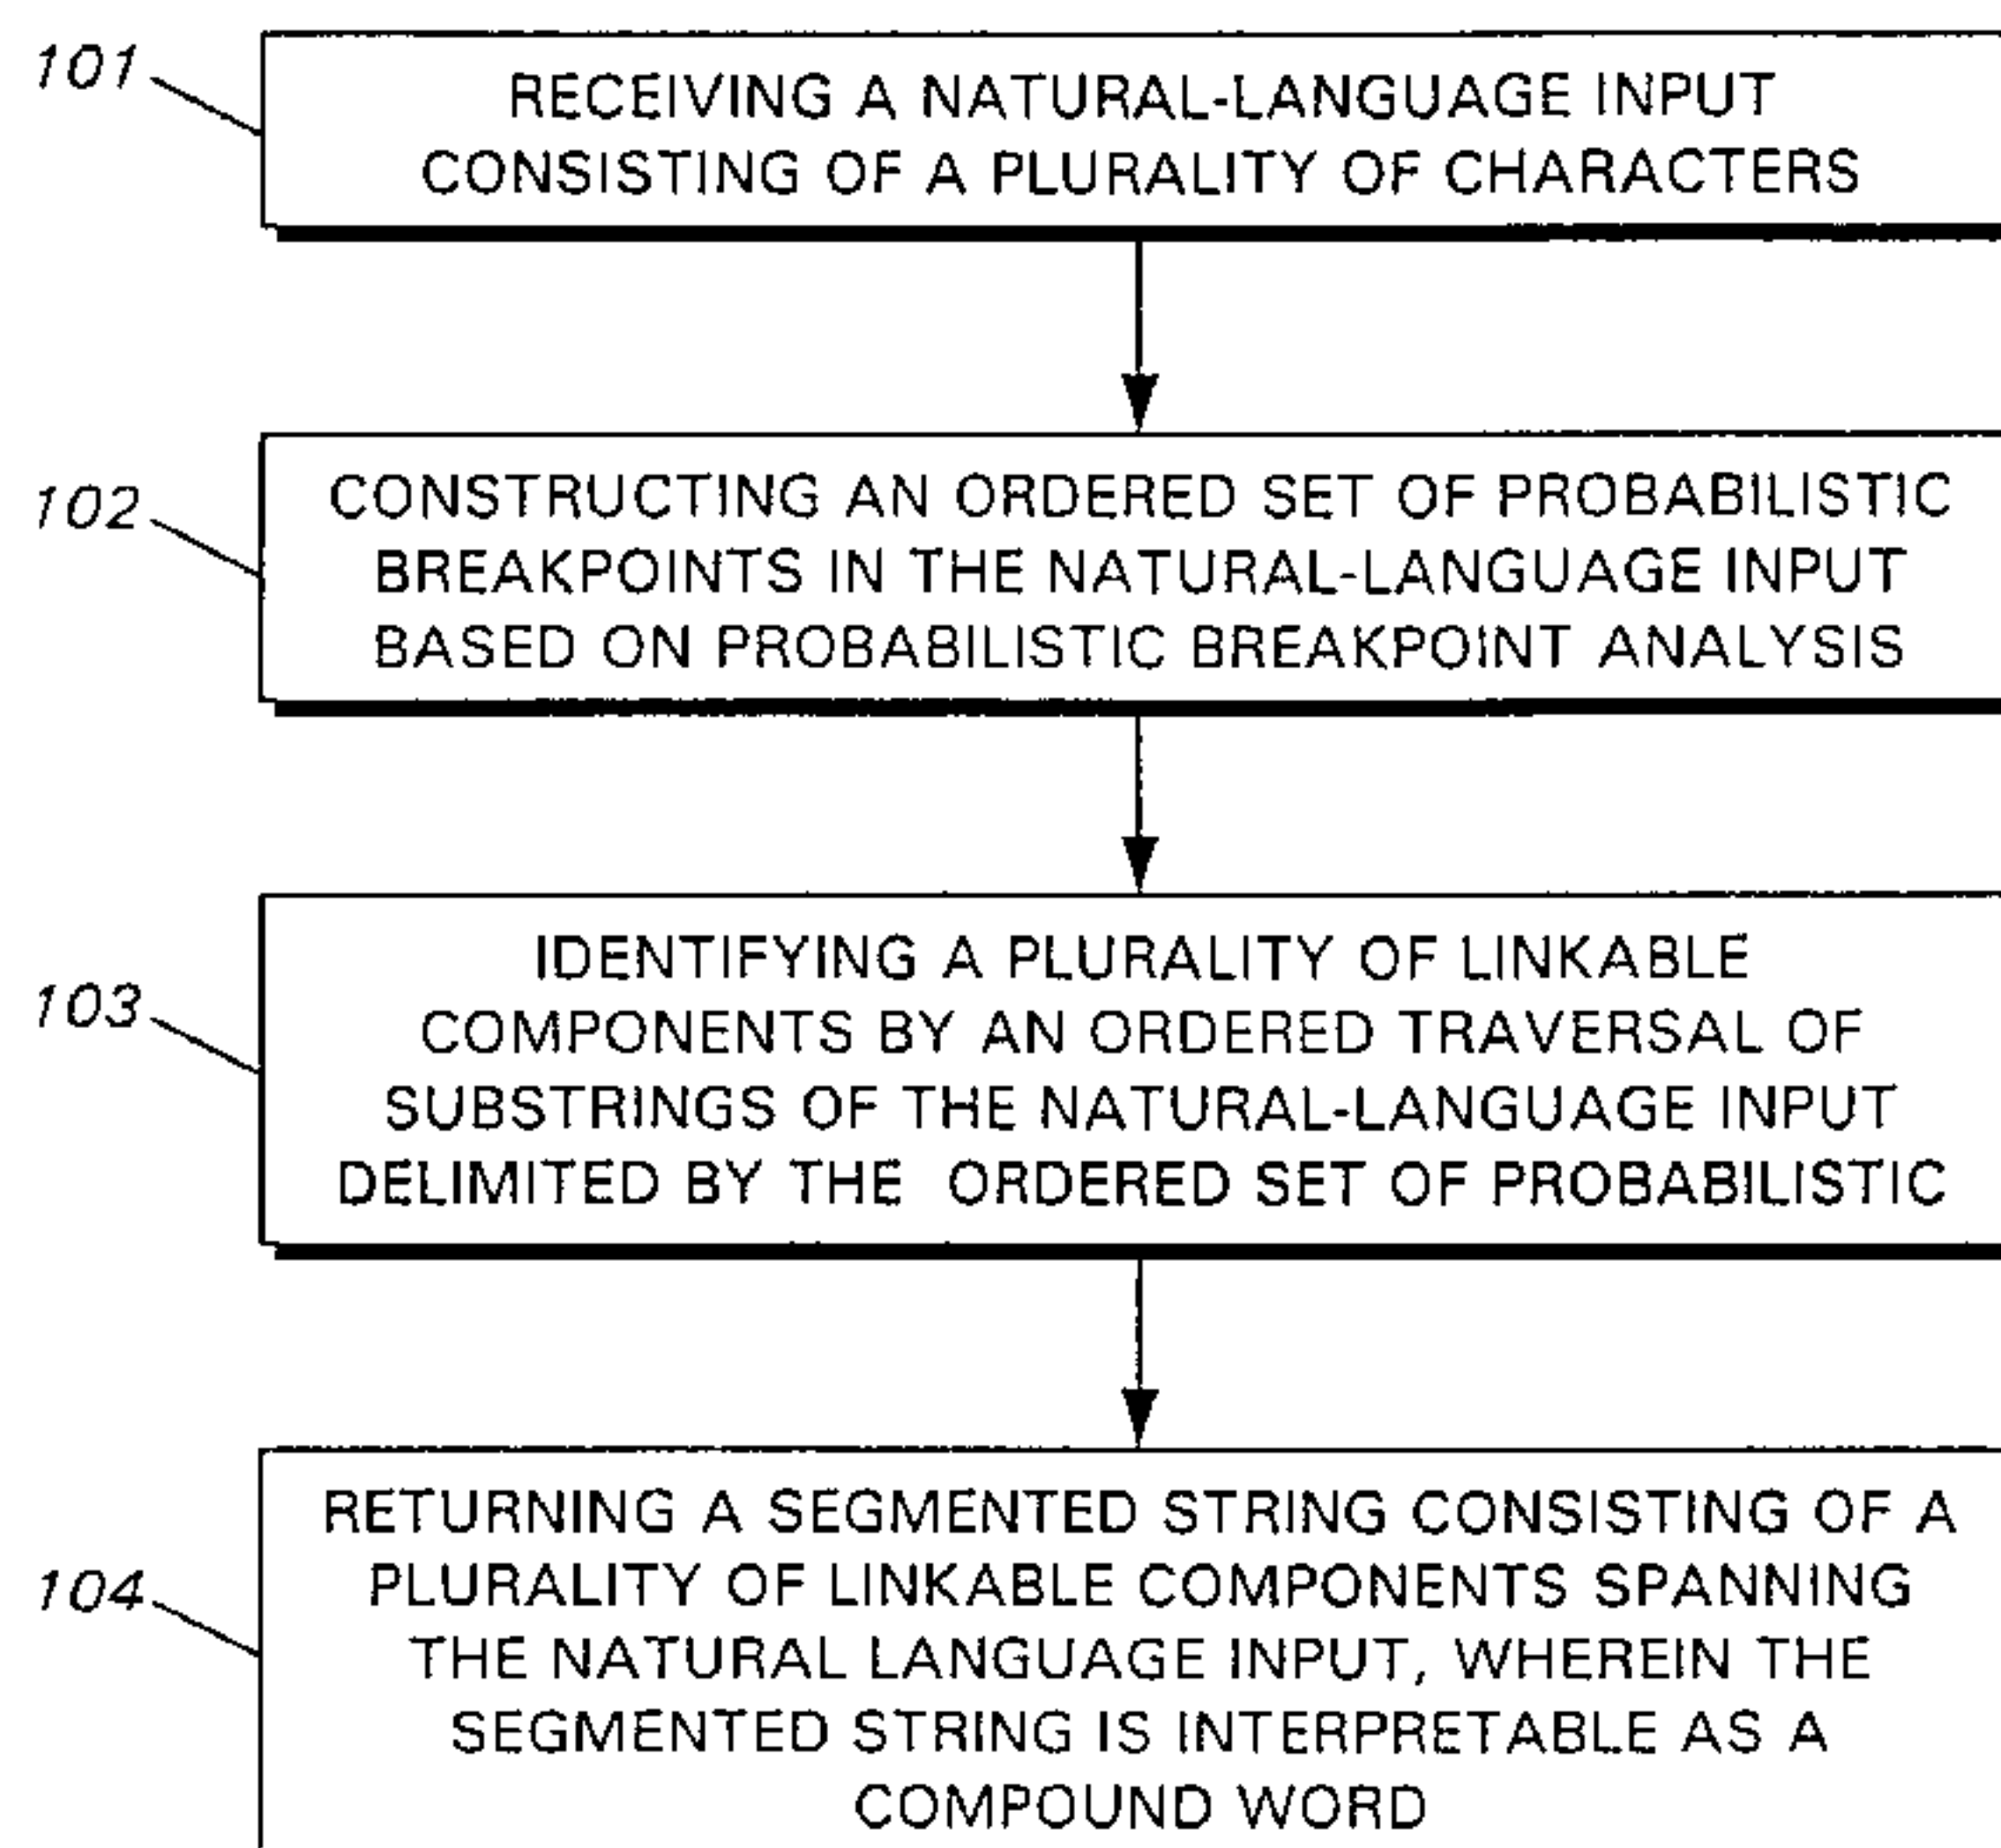 101
RECEIVING A NATURAL-LANGUAGE INPUT
CONSISTING OF A PLURALITY OF CHARACTERS
102
CONSTRUCTING AN ORDERED SET OF PROBABILISTIC
BREAKPOINTS IN THE NATURAL-LANGUAGE INPUT
BASED ON PROBABILISTIC BREAKPOINT ANALYSIS
103
IDENTIFYING A PLURALITY OF LINKABLE
COMPONENTS BY AN ORDERED TRAVERSAL OF
SUBSTRINGS OF THE NATURAL-LANGUAGE INPUT
DELIMITED BY THE ORDERED SET OF PROBABILISTIC
104
RETURNING A SEGMENTED STRING CONSISTING OF A
PLURALITY OF LINKABLE COMPONENTS SPANNING
THE NATURAL LANGUAGE INPUT, WHEREIN THE
SEGMENTED STRING IS INTERPRETABLE AS A
COMPOUND WORD